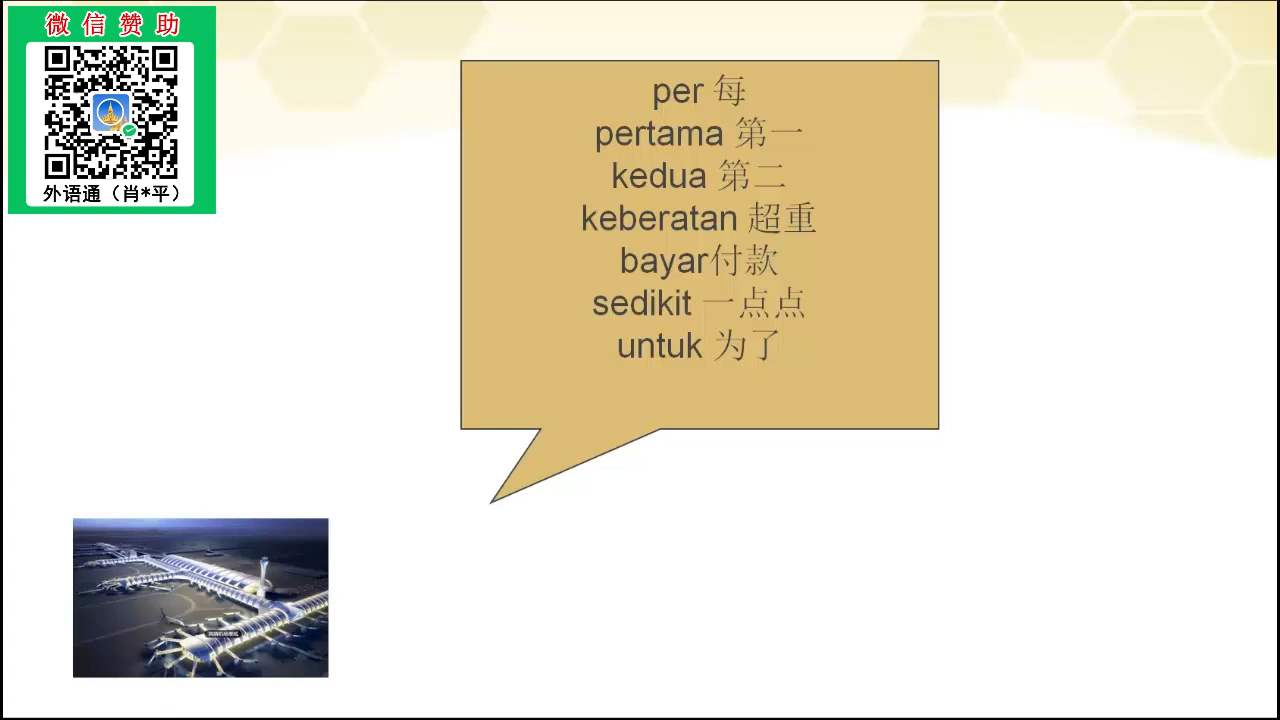 微信赞助
外语通（肖*平）
per 每
pertama 第一
kedua 第二
keberatan 超重
bayar付款
sedikit 一点点
untuk 为了